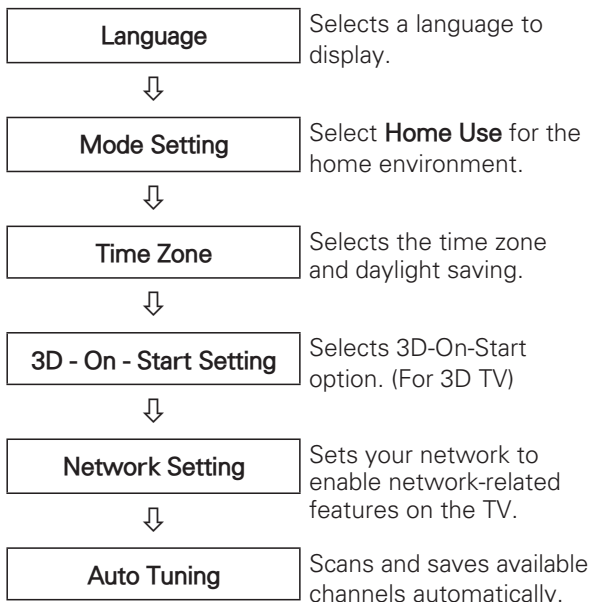 Language
Selects a language to
display.
⇩
Mode Setting
Select Home Use for the
home environment.
⇩
Time Zone
Selects the time zone
and daylight saving.
⇩
3D - On - Start Setting
Selects 3D-On-Start
option. (For 3D TV)
⇩
Network Setting
Sets your network to
enable network-related
features on the TV.
⇩
Auto Tuning
Scans and saves available
channels automatically.